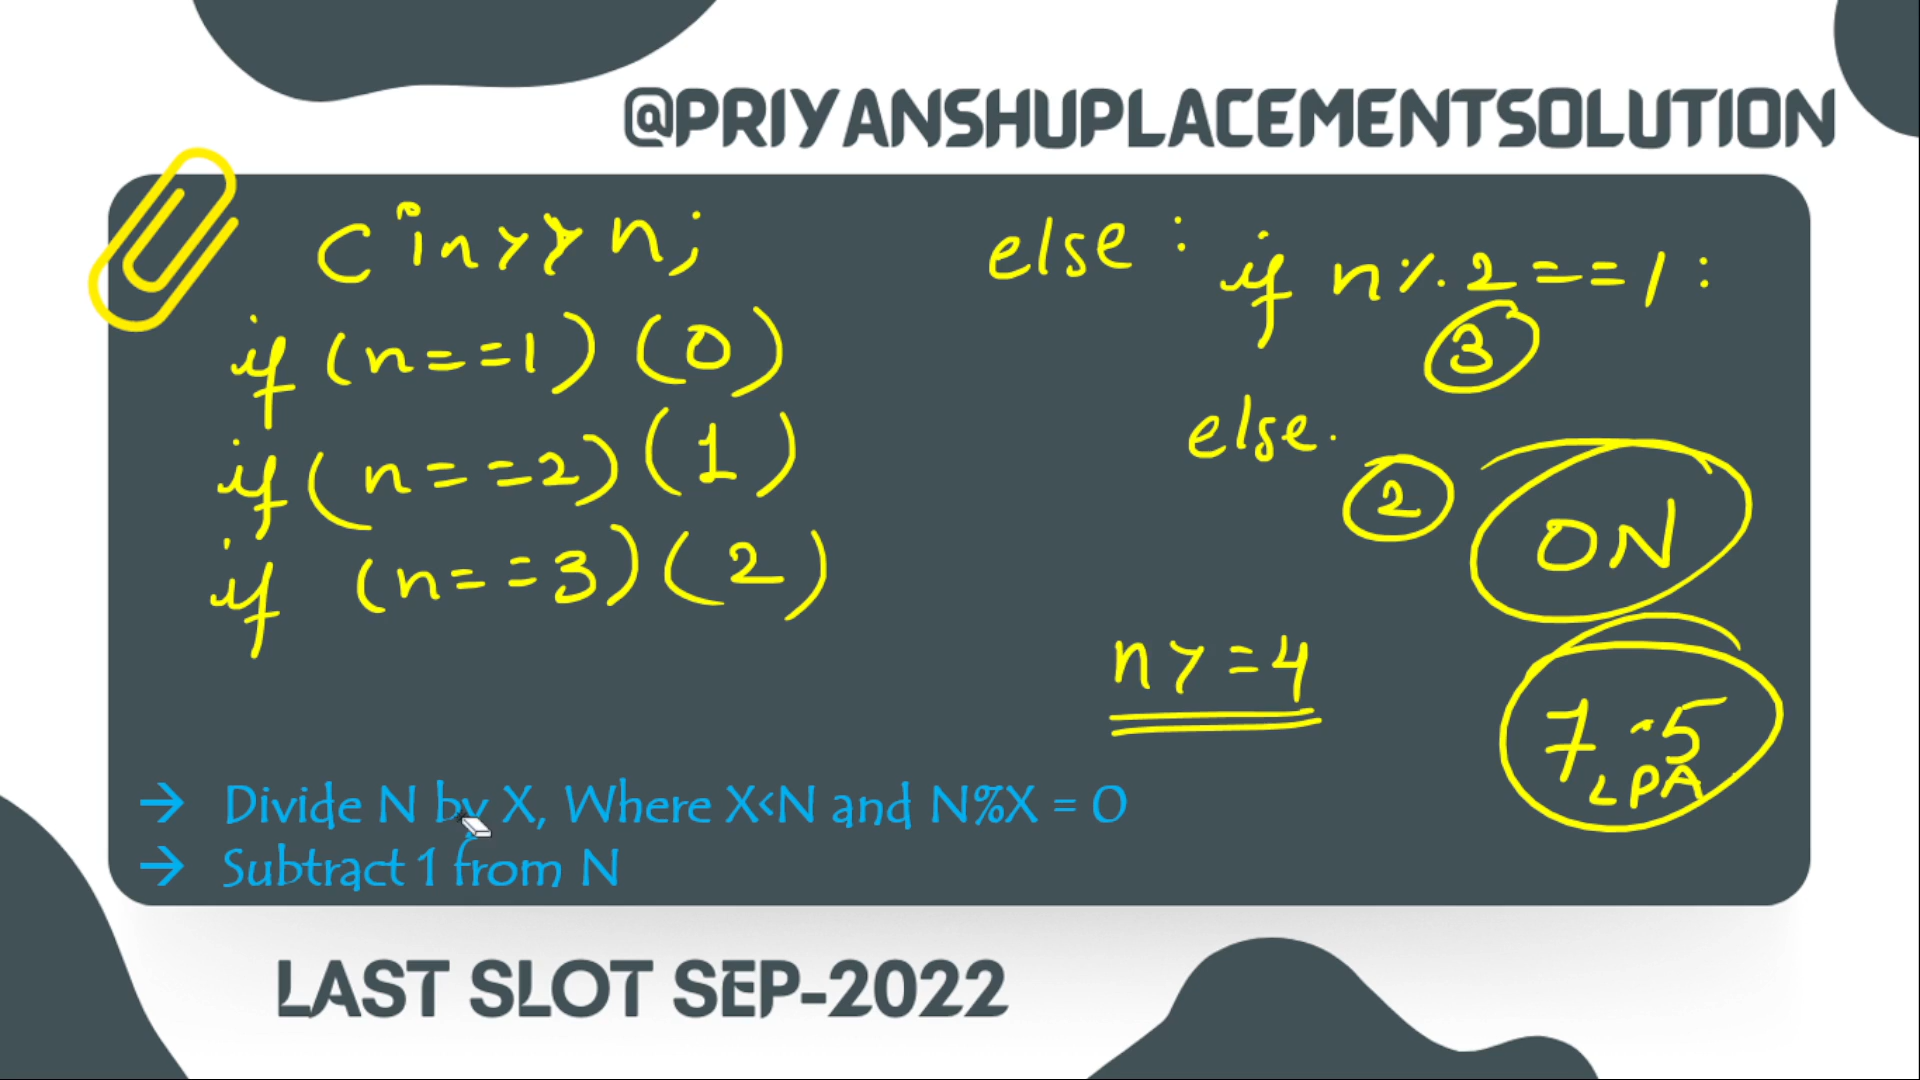 @PRIYANSHUPLACEMENTSOLUTION
Cin>>n;
if (n==1) (0)
if (n==2) (1)
if (n==3) (2)
else : if n%2==1:
3
else.
2
ON
n>=4
7.5
LPA
→ Divide N by X, Where X<N and N%X = 0
→ Subtract 1 from N
LAST SLOT SEP-2022